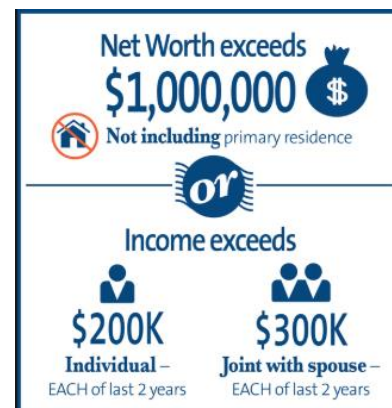 Net Worth exceeds
$1,000,000
$
Not including primary residence
or
Income exceeds
$200K
Individual –
EACH of last 2 years
$300K
Joint with spouse –
EACH of last 2 years